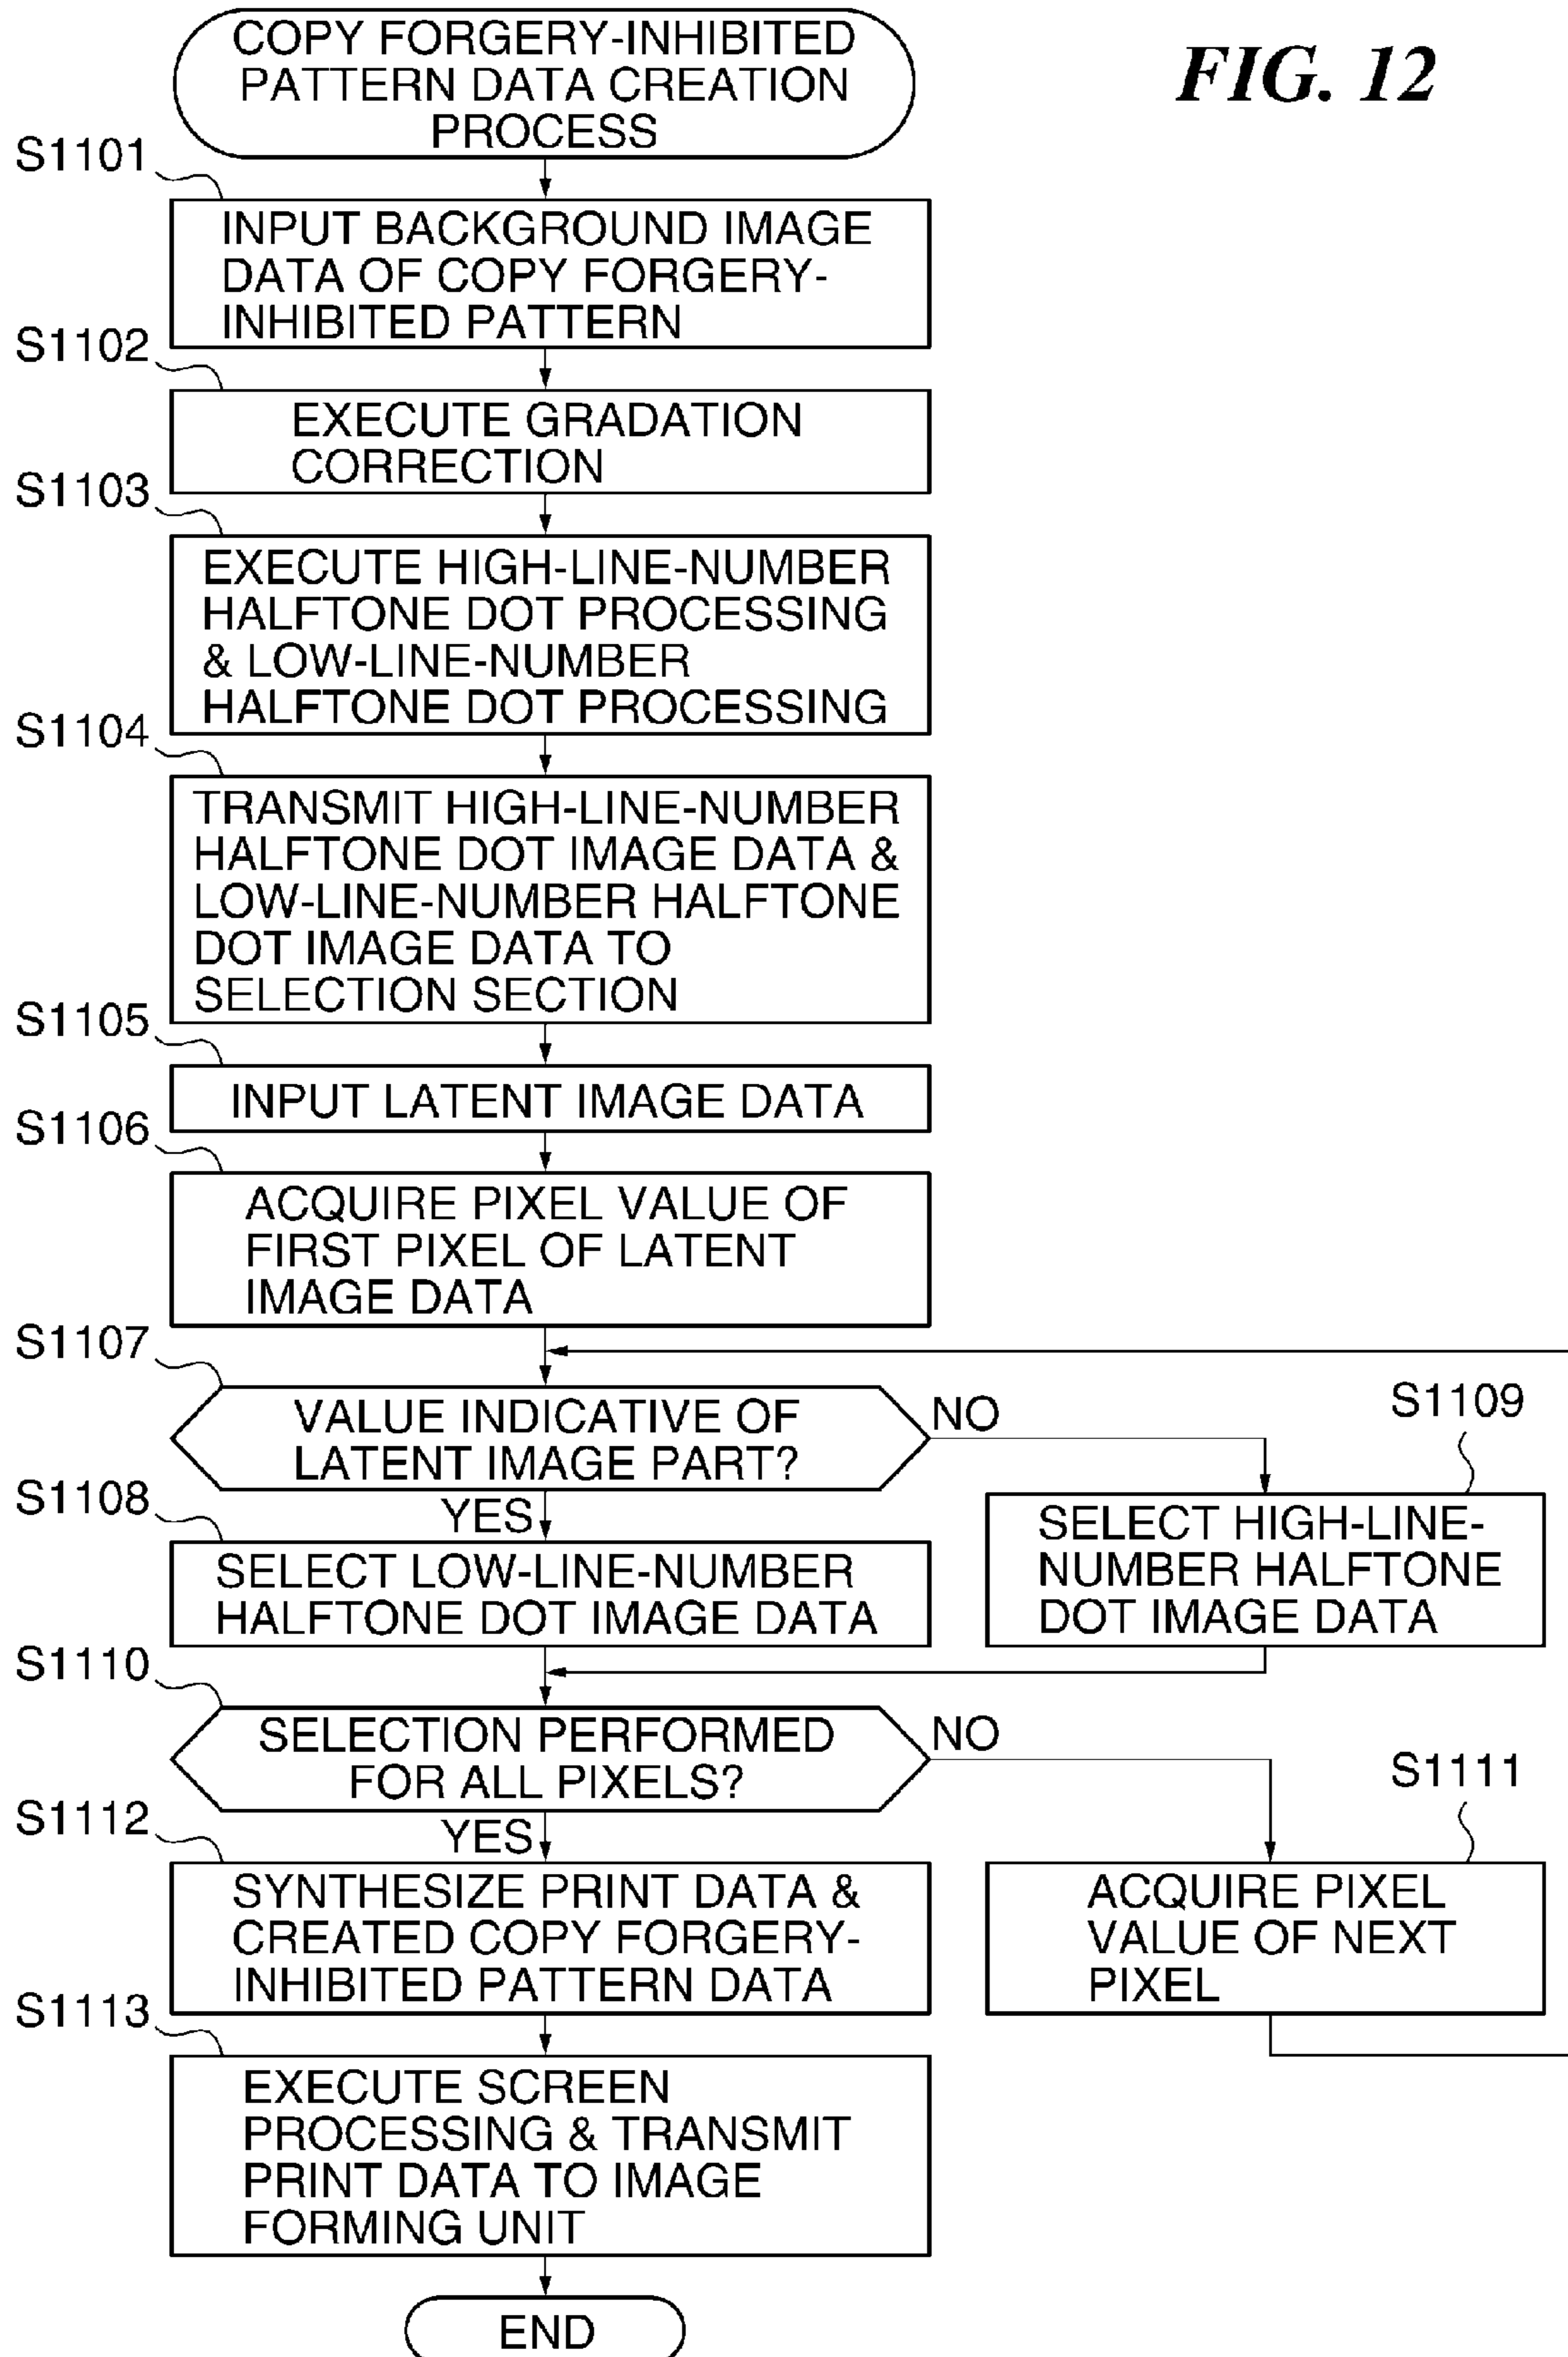 COPY FORGERY-INHIBITED
PATTERN DATA CREATION
PROCESS
FIG. 12
S1101
INPUT BACKGROUND IMAGE
DATA OF COPY FORGERY-
INHIBITED PATTERN
S1102
EXECUTE GRADATION
CORRECTION
S1103
EXECUTE HIGH-LINE-NUMBER
HALFTONE DOT PROCESSING
& LOW-LINE-NUMBER
HALFTONE DOT PROCESSING
S1104
TRANSMIT HIGH-LINE-NUMBER
HALFTONE DOT IMAGE DATA &
LOW-LINE-NUMBER HALFTONE
DOT IMAGE DATA TO
SELECTION SECTION
S1105
INPUT LATENT IMAGE DATA
S1106
ACQUIRE PIXEL VALUE OF
FIRST PIXEL OF LATENT
IMAGE DATA
S1107
VALUE INDICATIVE OF
LATENT IMAGE PART?
NO
YES
S1108
SELECT LOW-LINE-NUMBER
HALFTONE DOT IMAGE DATA
S1109
SELECT HIGH-LINE-
NUMBER HALFTONE
DOT IMAGE DATA
S1110
SELECTION PERFORMED
FOR ALL PIXELS?
NO
YES
S1111
ACQUIRE PIXEL
VALUE OF NEXT
PIXEL
S1112
SYNTHESIZE PRINT DATA &
CREATED COPY FORGERY-
INHIBITED PATTERN DATA
S1113
EXECUTE SCREEN
PROCESSING & TRANSMIT
PRINT DATA TO IMAGE
FORMING UNIT
END